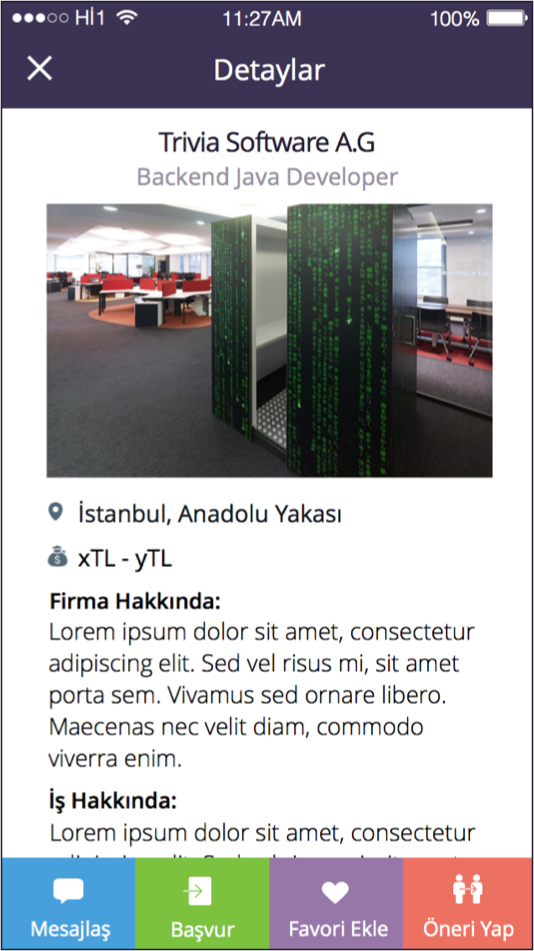 Hİ1 11:27AM 100%
Detaylar
Trivia Software A.G
Backend Java Developer
İstanbul, Anadolu Yakası
xTL - yTL
Firma Hakkında:
Lorem ipsum dolor sit amet, consectetur
adipiscing elit. Sed vel risus mi, sit amet
porta sem. Vivamus sed ornare libero.
Maecenas nec velit diam, commodo
viverra enim.
İş Hakkında:
Lorem ipsum dolor sit amet, consectetur
Mesajlaş Başvur Favori Ekle Öneri Yap